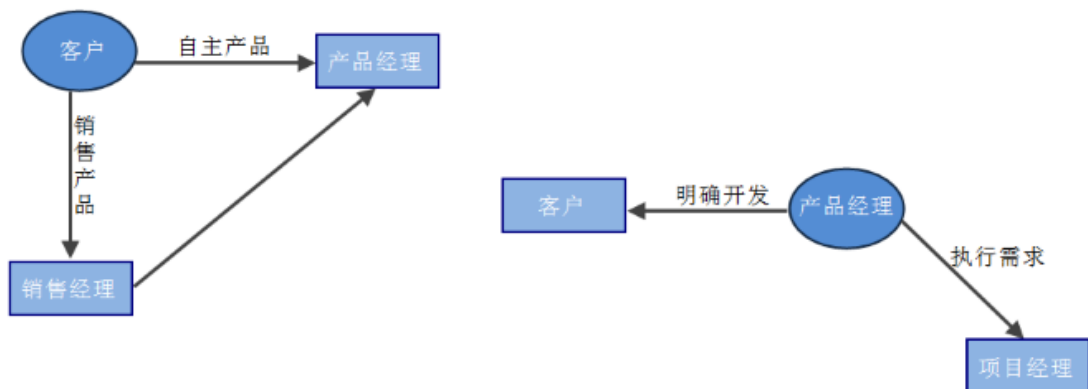 客户
自主产品
产品经理
销售产品
销售经理
客户
明确开发
产品经理
执行需求
项目经理